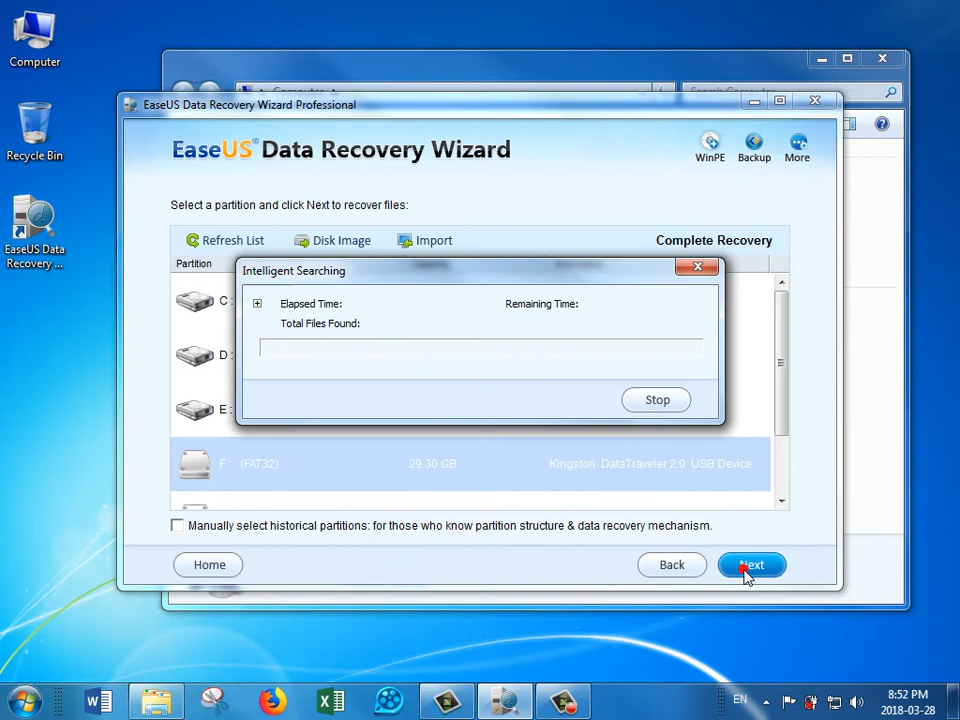 Computer
Recycle Bin
EaseUS Data
Recovery ...
EaseUS Data Recovery Wizard Professional
EaseUS® Data Recovery Wizard
WinPE
Backup
More
Select a partition and click Next to recover files:
Refresh List
Disk Image
Import
Complete Recovery
Partition
Intelligent Searching
Elapsed Time:
Remaining Time:
Total Files Found:
Stop
C :
D :
E :
F : (FAT32)
29.30 GB
Kingston DataTraveler 2.0 USB Device
Manually select historical partitions: for those who know partition structure & data recovery mechanism.
Home
Back
Next
EN
8:52 PM
2018-03-28